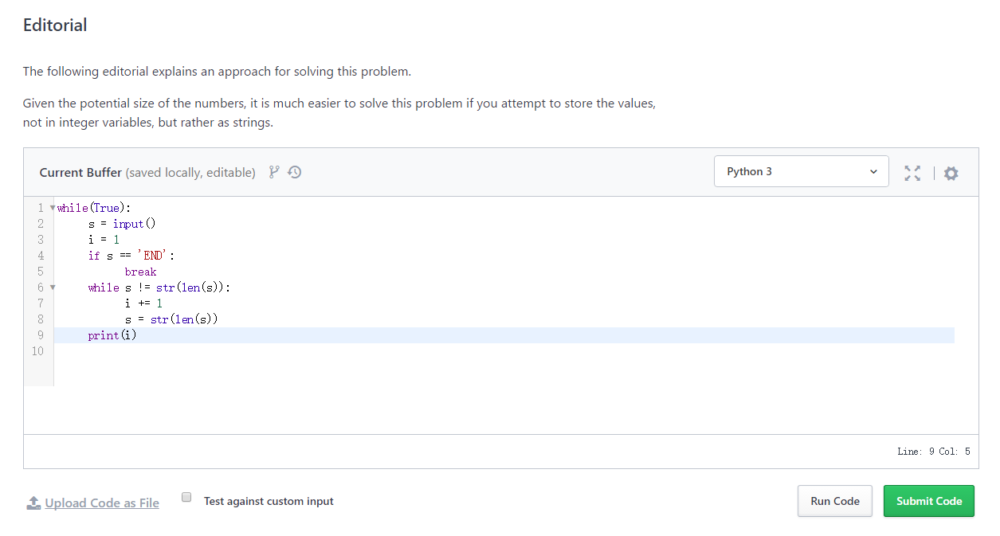 Editorial
The following editorial explains an approach for solving this problem.
Given the potential size of the numbers, it is much easier to solve this problem if you attempt to store the values,
not in integer variables, but rather as strings.
Current Buffer (saved locally, editable)
Python 3
1 while(True):
2 s = input()
3 i = 1
4 if s == 'END':
5 break
6 while s != str(len(s)):
7 i += 1
8 s = str(len(s))
9 print(i)
10
Line: 9 Col: 5
Upload Code as File
Test against custom input
Run Code
Submit Code